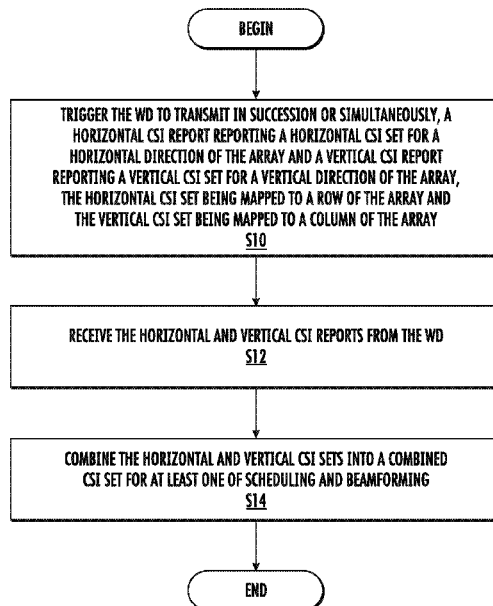 BEGIN
TRIGGER THE WD TO TRANSMIT IN SUCCESSION OR SIMULTANEOUSLY, A
HORIZONTAL CSI REPORT REPORTING A HORIZONTAL CSI SET FOR A
HORIZONTAL DIRECTION OF THE ARRAY AND A VERTICAL CSI REPORT
REPORTING A VERTICAL CSI SET FOR A VERTICAL DIRECTION OF THE ARRAY,
THE HORIZONTAL CSI SET BEING MAPPED TO A ROW OF THE ARRAY AND
THE VERTICAL CSI SET BEING MAPPED TO A COLUMN OF THE ARRAY
S10
RECEIVE THE HORIZONTAL AND VERTICAL CSI REPORTS FROM THE WD
S12
COMBINE THE HORIZONTAL AND VERTICAL CSI SETS INTO A COMBINED
CSI SET FOR AT LEAST ONE OF SCHEDULING AND BEAMFORMING
S14
END